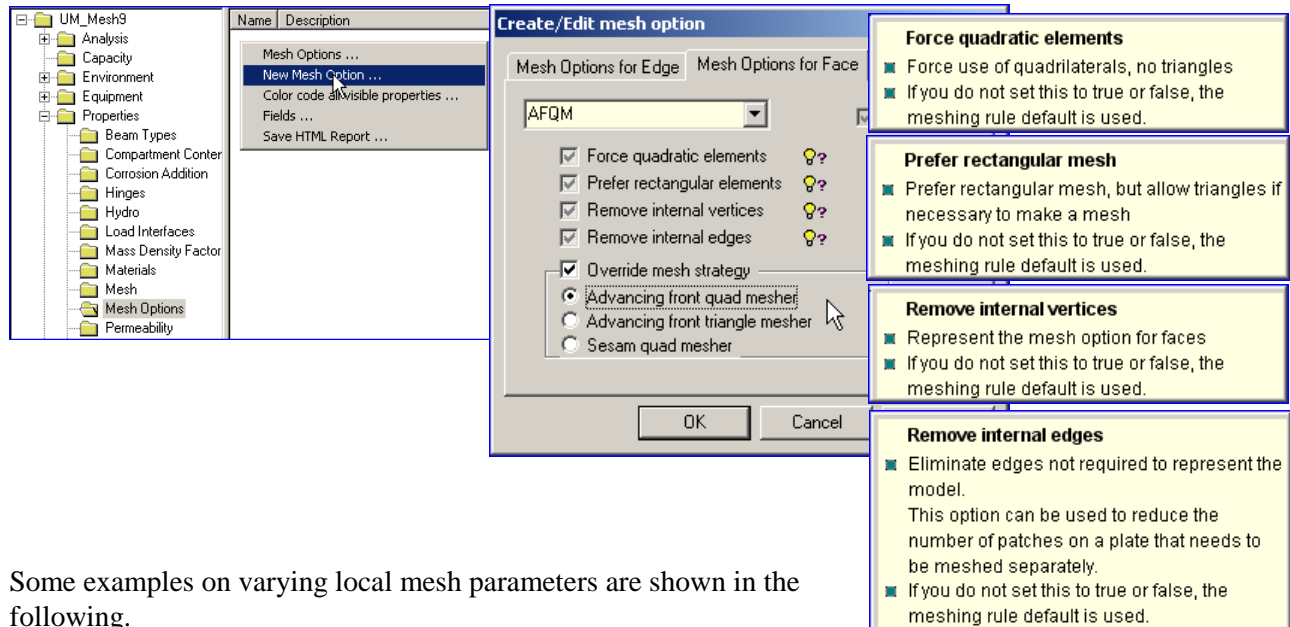 UM_Mesh9
Analysis
Capacity
Environment
Equipment
Properties
Beam Types
Compartment Conter
Corrosion Addition
Hinges
Hydro
Load Interfaces
Mass Density Factor
Materials
Mesh
Mesh Options
Permeability
Name Description
Mesh Options ...
New Mesh Option ...
Color code all visible properties ...
Fields ...
Save HTML Report ...
Create/Edit mesh option
Mesh Options for Edge Mesh Options for Face
AFQM
Force quadratic elements ?
Prefer rectangular elements ?
Remove internal vertices ?
Remove internal edges ?
Override mesh strategy
Advancing front quad mesher
Advancing front triangle mesher
Sesam quad mesher
OK Cancel
Force quadratic elements
Force use of quadrilaterals, no triangles
If you do not set this to true or false, the
meshing rule default is used.
Prefer rectangular mesh
Prefer rectangular mesh, but allow triangles if
necessary to make a mesh
If you do not set this to true or false, the
meshing rule default is used.
Remove internal vertices
Represent the mesh option for faces
If you do not set this to true or false, the
meshing rule default is used.
Remove internal edges
Eliminate edges not required to represent the
model.
This option can be used to reduce the
number of patches on a plate that needs to
be meshed separately.
If you do not set this to true or false, the
meshing rule default is used.
Some examples on varying local mesh parameters are shown in the
following.